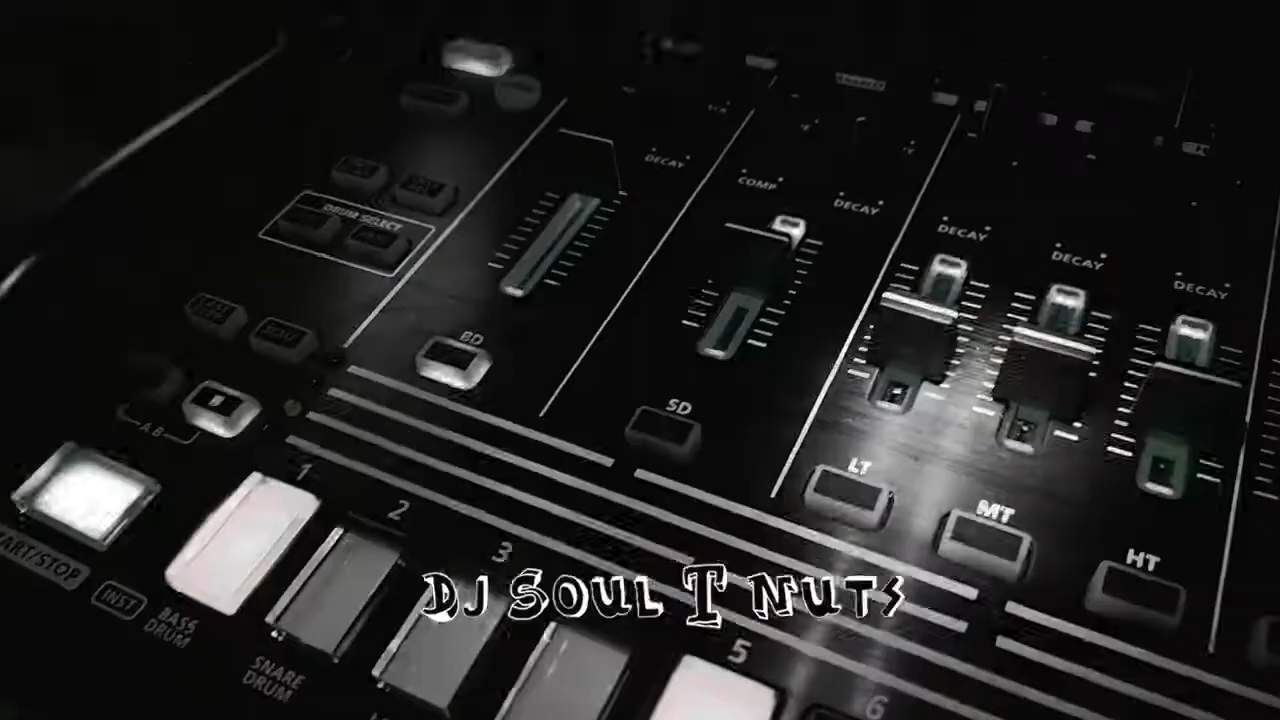 DECAY
COMP
DECAY
DECAY
DECAY
DECAY
DRUM SELECT
BD
SD
LT
MT
HT
A B
1
2
3
5
6
START/STOP
INST
BASS
DRUM
SNARE
DRUM
DJ SOUL T NUTS